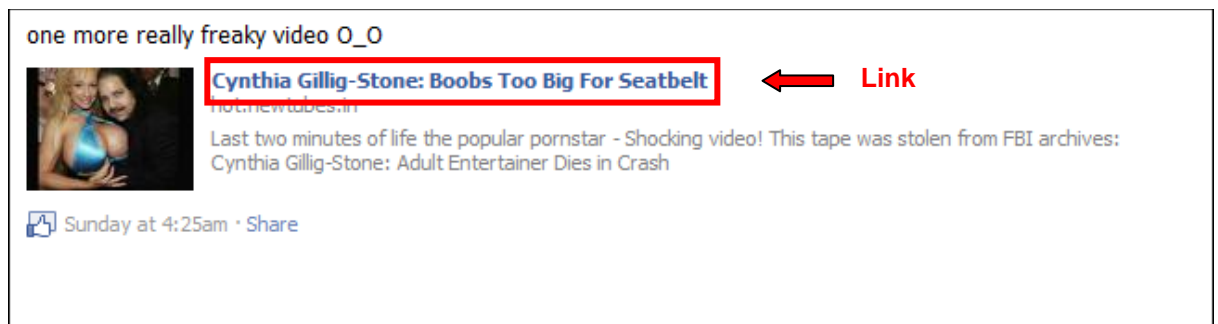 one more really freaky video O_O
Cynthia Gillig-Stone: Boobs Too Big For Seatbelt
Link
hot.newtubes.in
Last two minutes of life the popular pornstar - Shocking video! This tape was stolen from FBI archives:
Cynthia Gillig-Stone: Adult Entertainer Dies in Crash
Sunday at 4:25am · Share